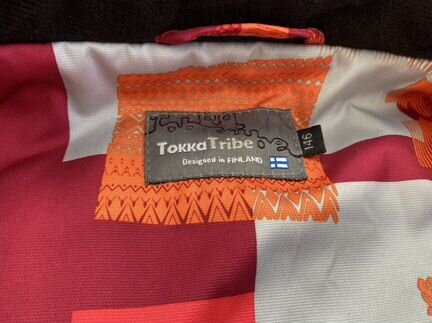 TokkaTribe
Designed in FINLAND
146